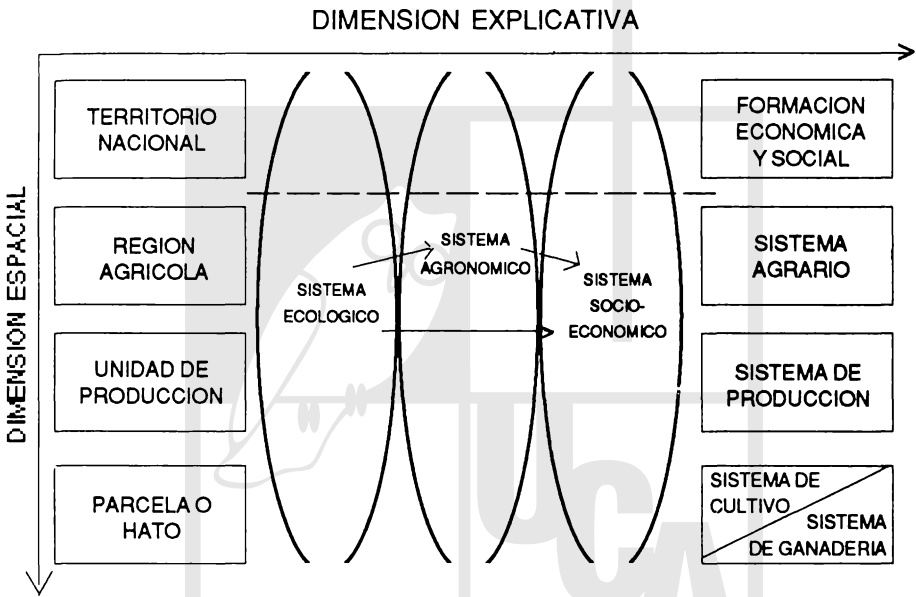 DIMENSION EXPLICATIVA
DIMENSION ESPACIAL
TERRITORIO
NACIONAL
FORMACION
ECONOMICA
Y SOCIAL
REGION
AGRICOLA
SISTEMA
ECOLOGICO
SISTEMA
AGRONOMICO
SISTEMA
SOCIO-
ECONOMICO
SISTEMA
AGRARIO
UNIDAD DE
PRODUCCION
SISTEMA DE
PRODUCCION
PARCELA O
HATO
SISTEMA DE
CULTIVO
SISTEMA
DE GANADERIA
UCA